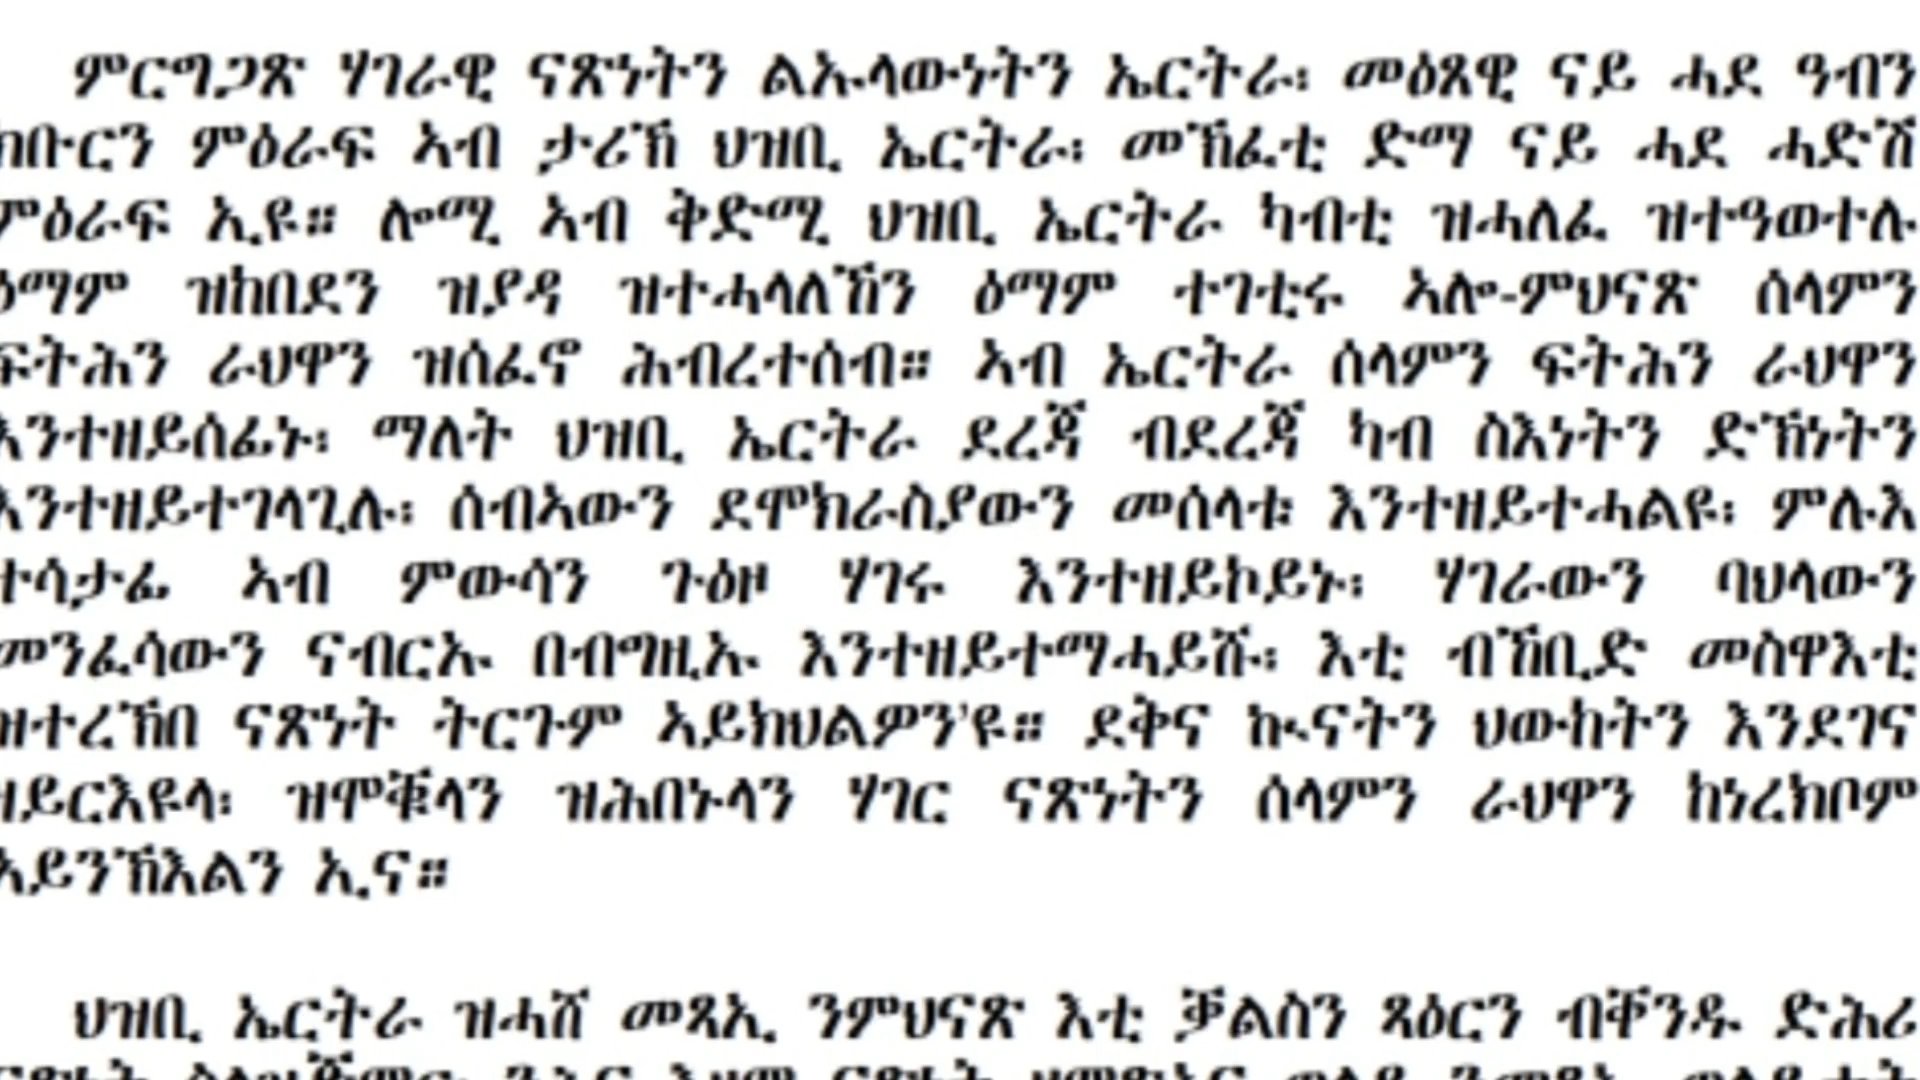 ምርግጋጽ ሃገራዊ ናጽነትን ልኡላውነትን ኤርትራ፡ መዕጸዊ ናይ ሓደ ዓብን
ክቡርን ምዕራፍ ኣብ ታሪኽ ህዝቢ ኤርትራ፡ መኽፈቲ ድማ ናይ ሓደ ሓድሽ
ምዕራፍ ኢዩ። ሎሚ ኣብ ቅድሚ ህዝቢ ኤርትራ ካብቲ ዝሓለፈ ዝተዓወተሉ
ዕማም ዝከበደን ዝያዳ ዝተሓላለኸን ዕማም ተገቲሩ ኣሎ-ምህናጽ ሰላምን
ፍትሕን ራህዋን ዝሰፈኖ ሕብረተሰብ። ኣብ ኤርትራ ሰላምን ፍትሕን ራህዋን
እንተዘይሰፊኑ፡ ማለት ህዝቢ ኤርትራ ደረጃ ብደረጃ ካብ ስእነትን ድኽነትን
እንተዘይተገላጊሉ፡ ሰብኣውን ደሞክራስያውን መሰላቱ እንተዘይተሓልዩ፡ ምሉእ
ተሳታፊ ኣብ ምውሳን ጉዕዞ ሃገሩ እንተዘይኮይኑ፡ ሃገራውን ባህላውን
መንፈሳውን ናብርኡ በብግዚኡ እንተዘይተማሓይሹ፡ እቲ ብኸቢድ መስዋእቲ
ዝተረኽበ ናጽነት ትርጉም ኣይክህልዎን'ዩ። ደቅና ኲናትን ህውከትን እንደገና
ዘይርእዩላ፡ ዝሞቑላን ዝሕበኑላን ሃገር ናጽነትን ሰላምን ራህዋን ከነረክቦም
ኣይንኽእልን ኢና።
ህዝቢ ኤርትራ ዝሓሸ መጻኢ ንምህናጽ እቲ ቓልስን ጻዕርን ብቐንዱ ድሕሪ